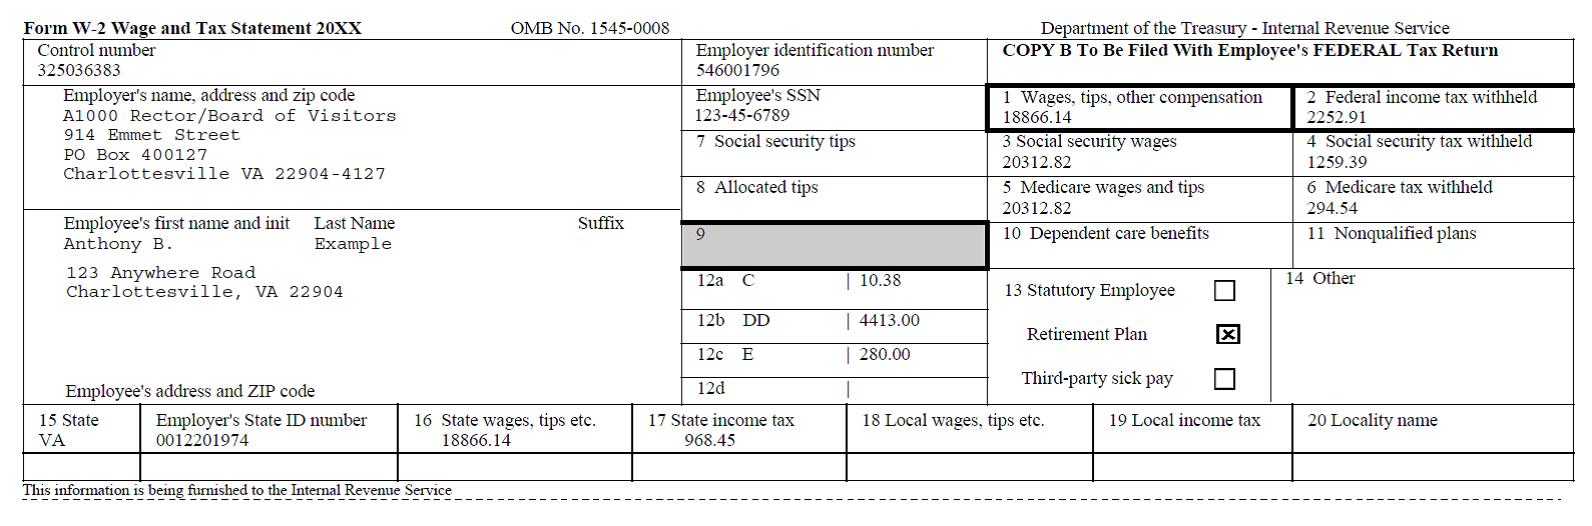 Form W-2 Wage and Tax Statement 20XX OMB No. 1545-0008 Department of the Treasury - Internal Revenue Service
Control number
325036383
Employer identification number
546001796
COPY B To Be Filed With Employee's FEDERAL Tax Return
Employer's name, address and zip code
A1000 Rector/Board of Visitors
914 Emmet Street
PO Box 400127
Charlottesville VA 22904-4127
Employee's SSN
123-45-6789
1 Wages, tips, other compensation
18866.14
2 Federal income tax withheld
2252.91
7 Social security tips
3 Social security wages
20312.82
4 Social security tax withheld
1259.39
8 Allocated tips
5 Medicare wages and tips
20312.82
6 Medicare tax withheld
294.54
Employee's first name and init Last Name Suffix
Anthony B. Example
123 Anywhere Road
Charlottesville, VA 22904
Employee's address and ZIP code
9
10 Dependent care benefits
11 Nonqualified plans
12a C | 10.38
12b DD | 4413.00
12c E | 280.00
12d |
13 Statutory Employee
Retirement Plan
Third-party sick pay
14 Other
15 State
VA
Employer's State ID number
0012201974
16 State wages, tips etc.
18866.14
17 State income tax
968.45
18 Local wages, tips etc.
19 Local income tax
20 Locality name
This information is being furnished to the Internal Revenue Service